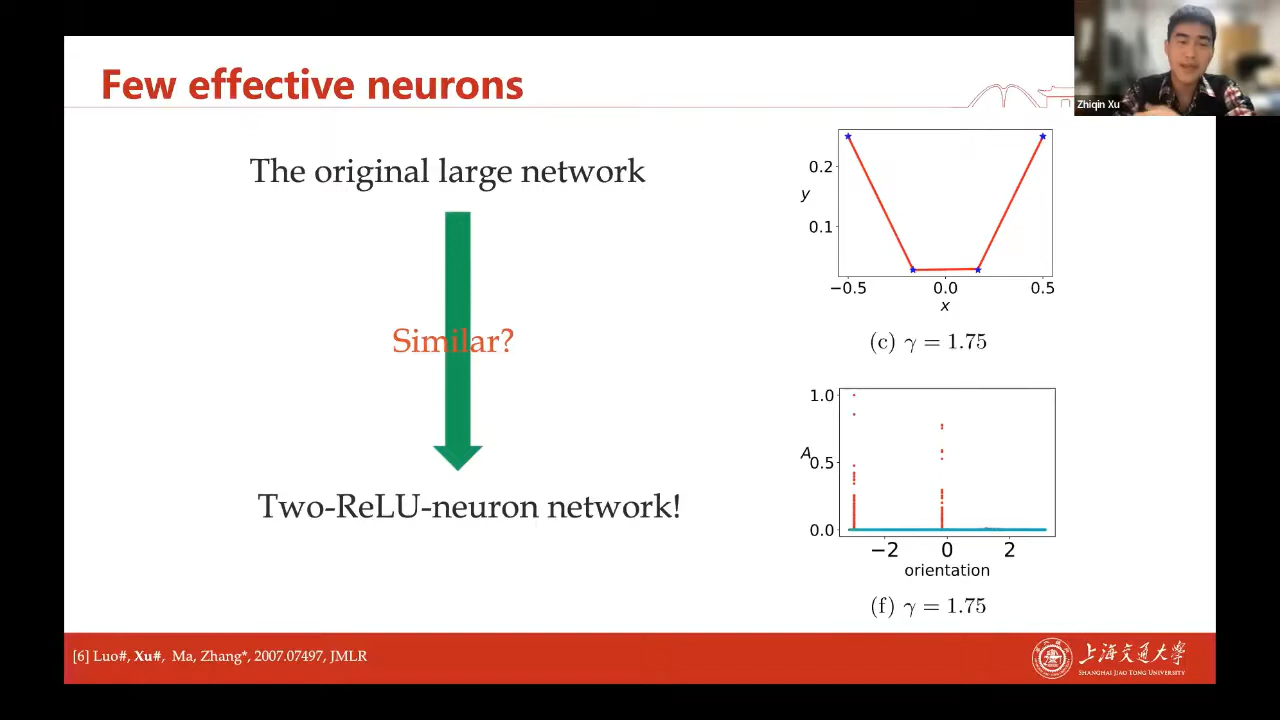 Few effective neurons
Zhiqin Xu
The original large network
Similar?
Two-ReLU-neuron network!
0.2
y
0.1
−0.5 0.0 0.5
x
(c) γ = 1.75
1.0
A
0.5
0.0
−2 0 2
orientation
(f) γ = 1.75
[6] Luo#, Xu#, Ma, Zhang*, 2007.07497, JMLR
上海交通大学
SHANGHAI JIAO TONG UNIVERSITY